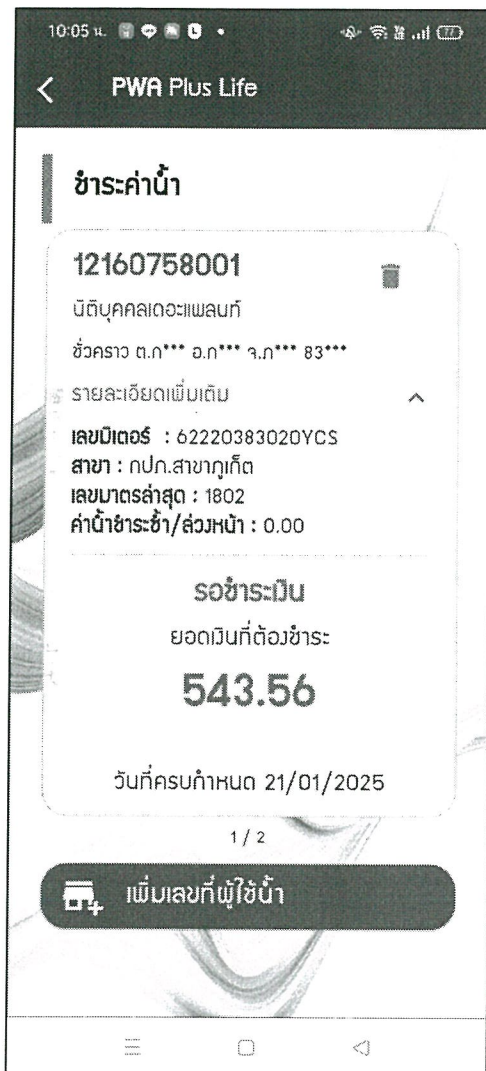 10:05 น.
77
PWA Plus Life
ชำระค่าน้ำ
12160758001
นิติบุคคลเดอะแพลนท์
ชั่วคราว ต.ก*** อ.ก*** จ.ภ*** 83***
รายละเอียดเพิ่มเติม
เลขมิเตอร์ : 62220383020YCS
สาขา : กปภ.สาขาภูเก็ต
เลขมาตรล่าสุด : 1802
ค่าน้ำชำระซ้ำ/ล่วงหน้า : 0.00
รอชำระเงิน
ยอดเงินที่ต้องชำระ
543.56
วันที่ครบกำหนด 21/01/2025
1 / 2
เพิ่มเลขที่ผู้ใช้น้ำ